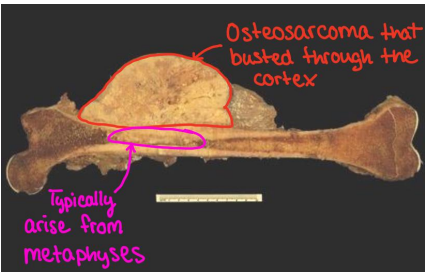 Osteosarcoma that
busted through the
cortex
Typically
arise from
metaphyses